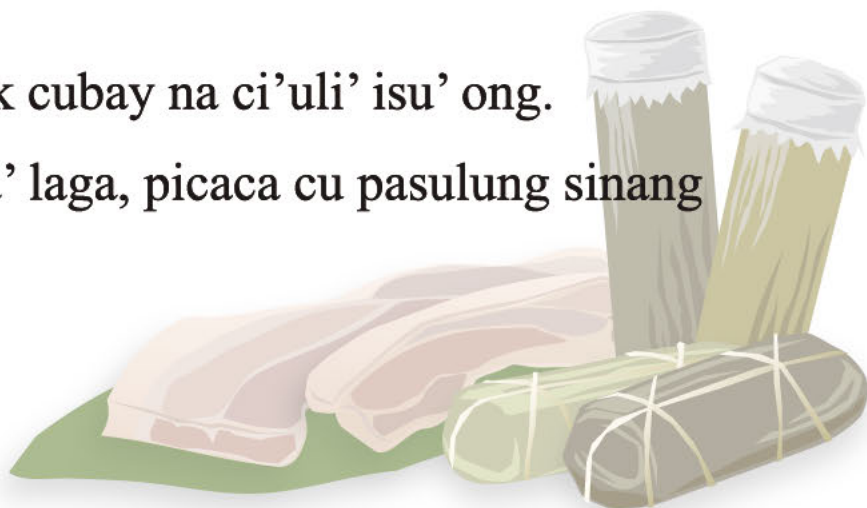 k cubay na ci’uli’ isu’ ong.
’ laga, picaca cu pasulung sinang